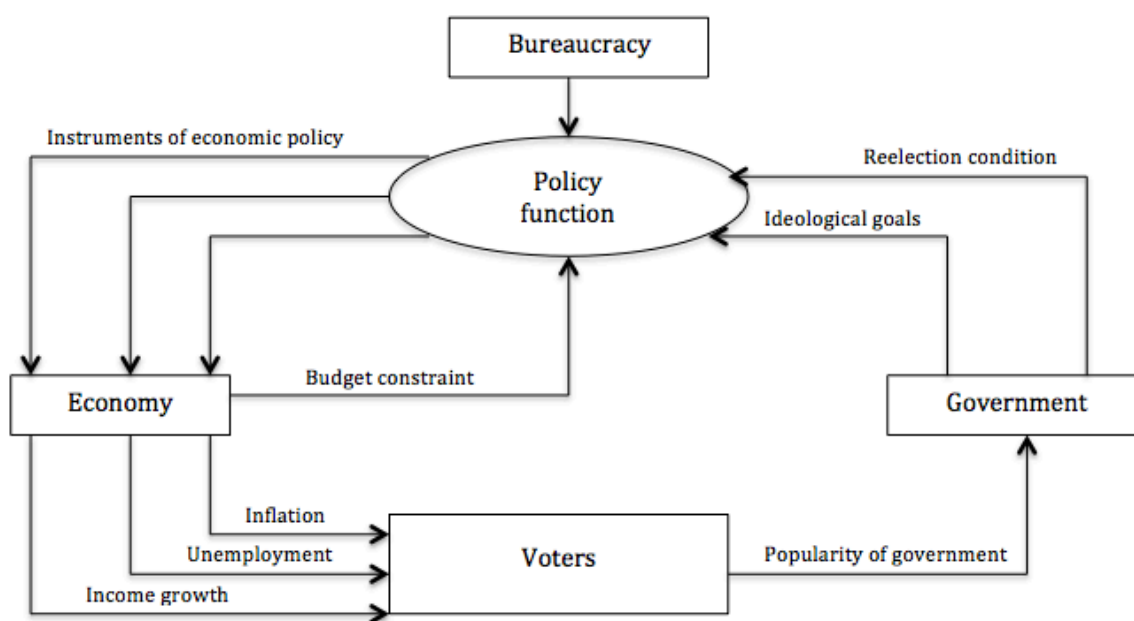 Bureaucracy
Instruments of economic policy
Reelection condition
Policy
function
Ideological goals
Budget constraint
Economy
Government
Inflation
Unemployment
Voters
Popularity of government
Income growth